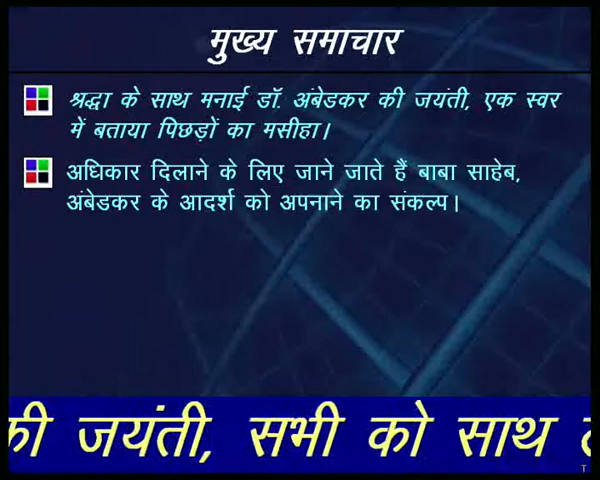 मुख्य समाचार
श्रद्धा के साथ मनाई डॉ. अंबेडकर की जयंती, एक स्वर
में बताया पिछड़ों का मसीहा।
अधिकार दिलाने के लिए जाने जाते हैं बाबा साहेब,
अंबेडकर के आदर्श को अपनाने का संकल्प।
की जयंती, सभी को साथ
T